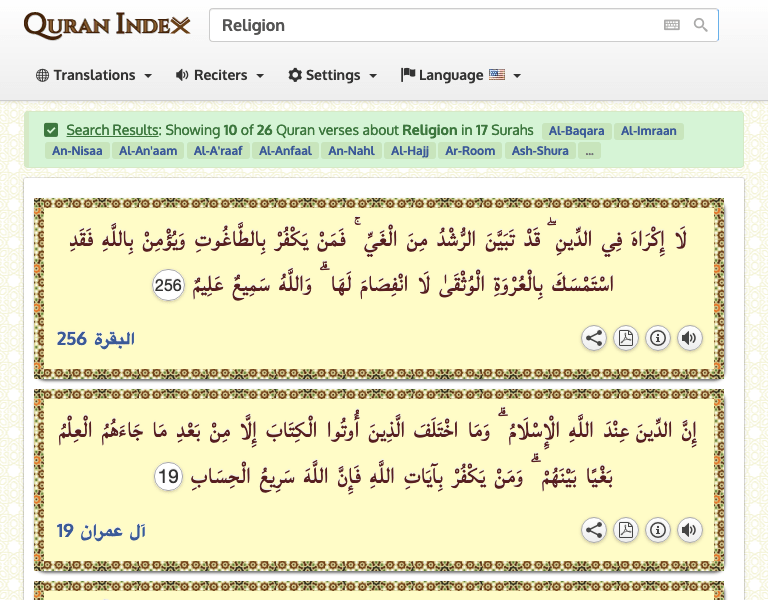 QURAN INDEX
Religion
Translations
Reciters
Settings
Language
Search Results: Showing 10 of 26 Quran verses about Religion in 17 Surahs Al-Baqara Al-Imraan
An-Nisaa Al-An'aam Al-A'raaf Al-Anfaal An-Nahl Al-Hajj Ar-Room Ash-Shura ...
لَا إِكْرَاهَ فِي الدِّينِ ۖ قَدْ تَبَيَّنَ الرُّشْدُ مِنَ الْغَيِّ ۚ فَمَنْ يَكْفُرْ بِالطَّاغُوتِ وَيُؤْمِنْ بِاللَّهِ فَقَدِ
اسْتَمْسَكَ بِالْعُرْوَةِ الْوُثْقَىٰ لَا انْفِصَامَ لَهَا ۗ وَاللَّهُ سَمِيعٌ عَلِيمٌ 256
البقرة 256
إِنَّ الدِّينَ عِنْدَ اللَّهِ الْإِسْلَامُ ۗ وَمَا اخْتَلَفَ الَّذِينَ أُوتُوا الْكِتَابَ إِلَّا مِنْ بَعْدِ مَا جَاءَهُمُ الْعِلْمُ
بَغْيًا بَيْنَهُمْ ۗ وَمَنْ يَكْفُرْ بِآيَاتِ اللَّهِ فَإِنَّ اللَّهَ سَرِيعُ الْحِسَابِ 19
آل عمران 19